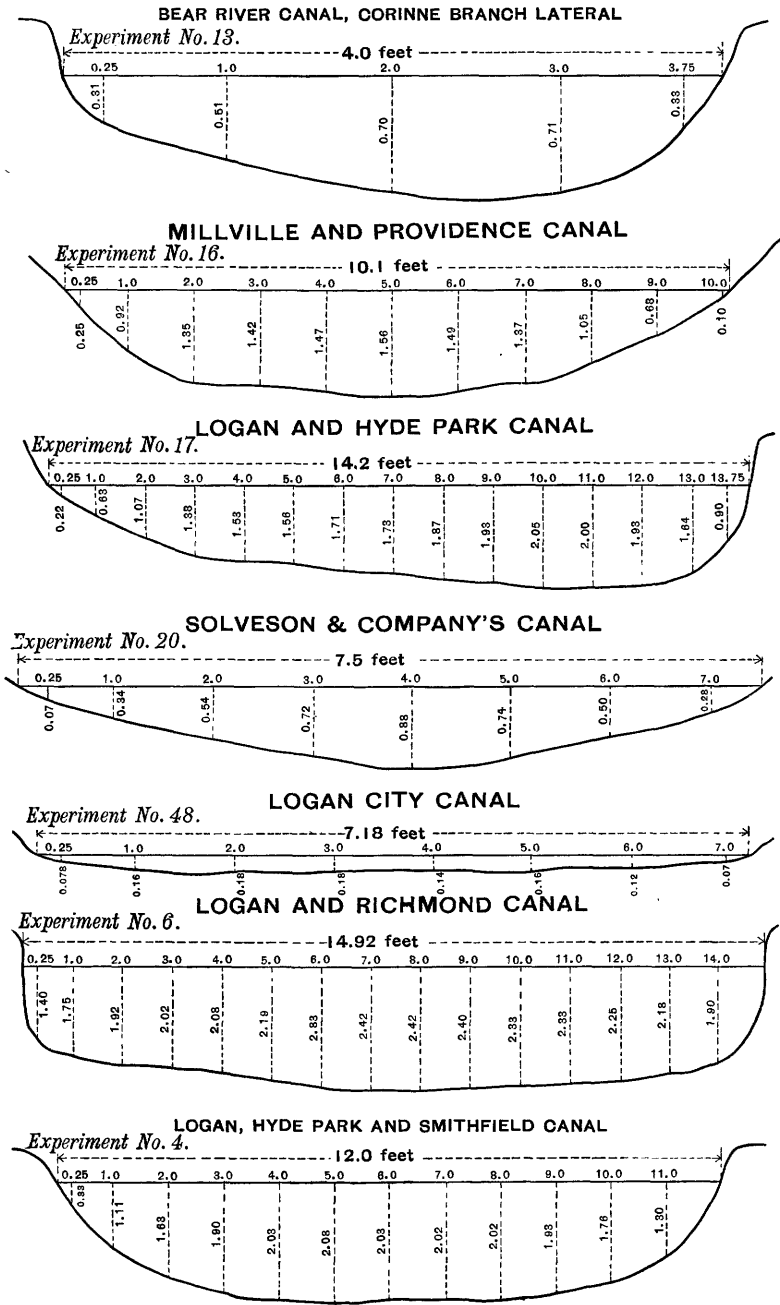 BEAR RIVER CANAL, CORINNE BRANCH LATERAL
Experiment No. 13.
4.0 feet
0.25 1.0 2.0 3.0 3.75
0.31 0.51 0.70 0.71 0.33
MILLVILLE AND PROVIDENCE CANAL
Experiment No. 16.
10.1 feet
0.25 1.0 2.0 3.0 4.0 5.0 6.0 7.0 8.0 9.0 10.0
0.25 0.92 1.35 1.42 1.47 1.56 1.49 1.37 1.05 0.68 0.10
LOGAN AND HYDE PARK CANAL
Experiment No. 17.
14.2 feet
0.25 1.0 2.0 3.0 4.0 5.0 6.0 7.0 8.0 9.0 10.0 11.0 12.0 13.0 13.75
0.22 0.63 1.07 1.38 1.53 1.56 1.71 1.73 1.87 1.93 2.05 2.00 1.93 1.64 0.90
SOLVESON & COMPANY'S CANAL
Experiment No. 20.
7.5 feet
0.25 1.0 2.0 3.0 4.0 5.0 6.0 7.0
0.07 0.34 0.54 0.72 0.88 0.74 0.50 0.28
LOGAN CITY CANAL
Experiment No. 48.
7.18 feet
0.25 1.0 2.0 3.0 4.0 5.0 6.0 7.0
0.078 0.16 0.18 0.18 0.14 0.16 0.12 0.07
LOGAN AND RICHMOND CANAL
Experiment No. 6.
14.92 feet
0.25 1.0 2.0 3.0 4.0 5.0 6.0 7.0 8.0 9.0 10.0 11.0 12.0 13.0 14.0
1.40 1.75 1.92 2.02 2.08 2.19 2.33 2.42 2.42 2.40 2.33 2.33 2.25 2.18 1.90
LOGAN, HYDE PARK AND SMITHFIELD CANAL
Experiment No. 4.
12.0 feet
0.25 1.0 2.0 3.0 4.0 5.0 6.0 7.0 8.0 9.0 10.0 11.0
0.33 1.11 1.63 1.90 2.03 2.08 2.03 2.02 2.02 1.93 1.76 1.30